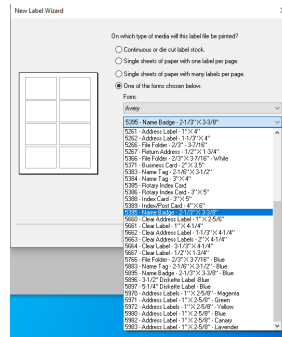 New Label Wizard
On which type of media will this label file be printed?
Continuous or die cut label stock.
Single sheets of paper with one label per page.
Single sheets of paper with many labels per page.
One of the forms chosen below.
Form:
Avery
5395 - Name Badge - 2-1/3" X 3-3/8"
5261 - Address Label - 1" X 4"
5262 - Address Label - 1-1/3" X 4"
5266 - File Folder - 2/3" - 3-7/16"
5267 - Return Address - 1/2" X 1-3/4"
5366 - File Folder - 2/3" X 3-7/16" - White
5371 - Business Card - 2" X 3.5"
5383 - Name Tag - 2-1/6" X 3-1/2"
5384 - Name Tag - 3" X 4"
5385 - Rotary Index Card
5386 - Rotary Index Card - 3" X 5"
5388 - Index Card - 3" X 5"
5389 - Index/Post Card - 4" X 6"
5395 - Name Badge - 2-1/3" X 3-3/8"
5660 - Clear Address Label - 1" X 2-5/6"
5661 - Clear Label - 1" X 4-1/4"
5662 - Clear Address Label - 1-1/3" X 4-1/4"
5663 - Clear Address Labels - 2" X 4-1/4"
5664 - Clear Label - 3-1/3" X 4-1/4"
5667 - Clear Label - 1/2" X 1-3/4"
5766 - File Folder - 2/3" X 3-7/16" - Blue
5883 - Name Tag - 2-1/6" X 3-1/2" - Blue
5895 - Name Badge - 2-1/3" X 3-3/8" - Blue
5896 - 3-1/2" Diskette Label - Blue
5897 - 5-1/4" Diskette Label - Blue
5970 - Address Labels - 1" X 2-5/8" - Magenta
5971 - Address Labels - 1" X 2-5/8" - Green
5972 - Address Labels - 1" X 2-5/8" - Yellow
5980 - Address Labels - 1" X 2-5/8" - Blue
5982 - Address Labels - 1" X 2-5/8" - Canary
5983 - Address Labels - 1" X 2-5/8" - Lavender